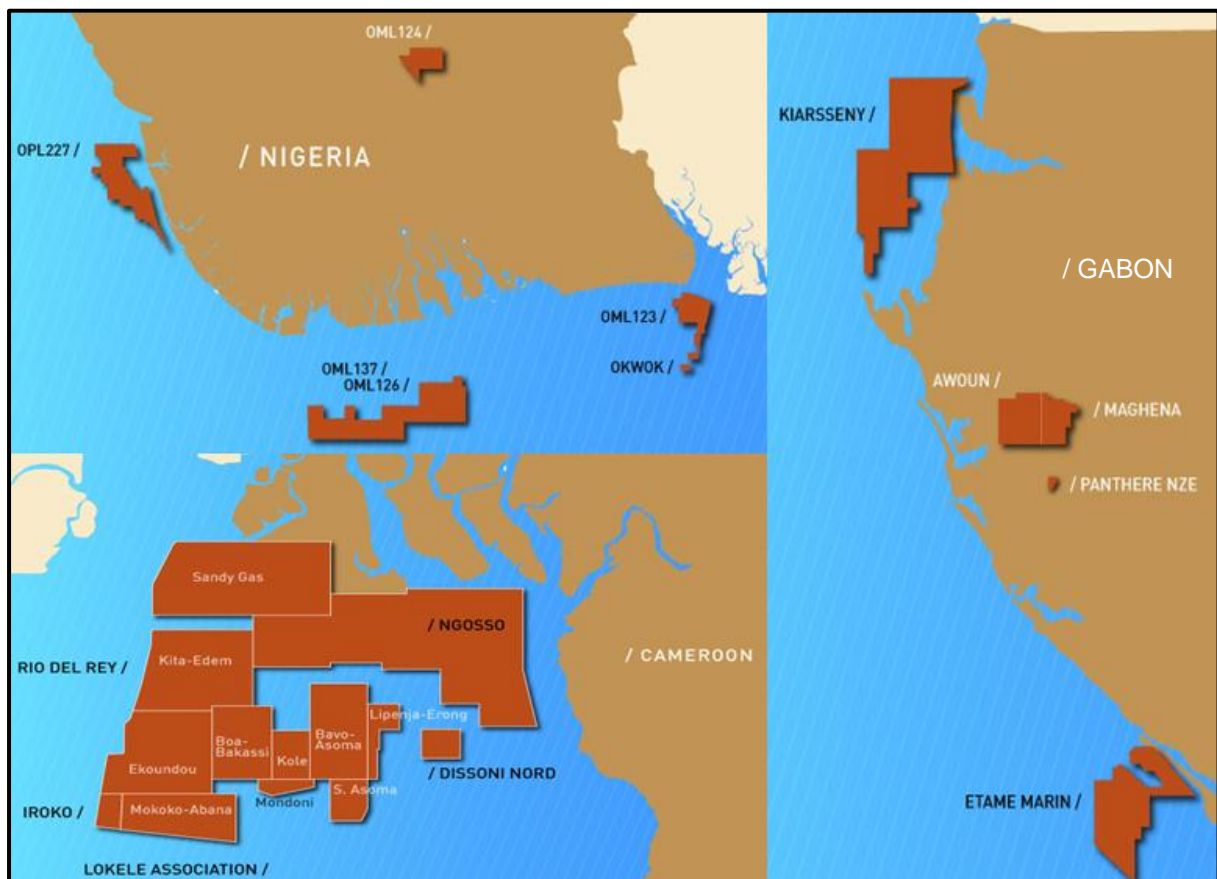 OML124 /
OPL227 /
/ NIGERIA
OML123 /
OKWOK /
OML137 /
OML126 /
Sandy Gas
/ NGOSSO
RIO DEL REY /
Kita-Edem
/ CAMEROON
Lipenja-Erong
Boa-
Bakassi
Bavo-
Asoma
Kole
Ekoundou
/ DISSONI NORD
Mondoni
S. Asoma
IROKO /
Mokoko-Abana
LOKELE ASSOCIATION /
KIARSSENY /
/ GABON
AWOUN /
/ MAGHENA
/ PANTHERE NZE
ETAME MARIN /